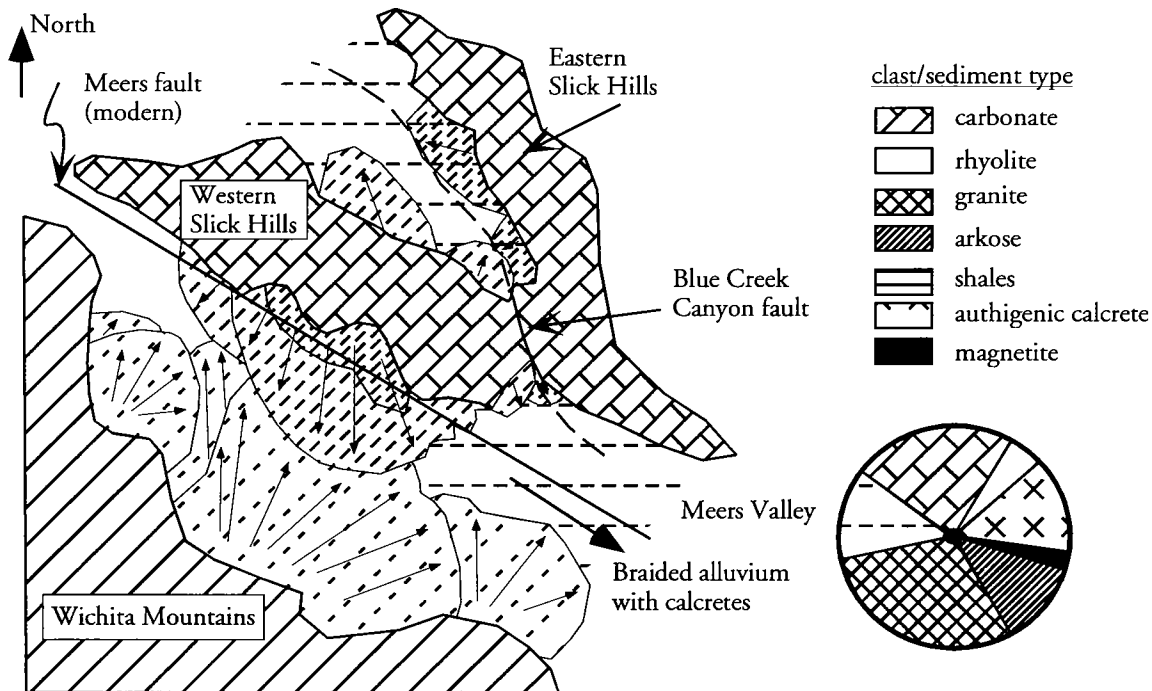 North
Meers fault
(modern)
Eastern
Slick Hills
Western
Slick Hills
Blue Creek
Canyon fault
Meers Valley
Braided alluvium
with calcretes
Wichita Mountains
clast/sediment type
carbonate
rhyolite
granite
arkose
shales
authigenic calcrete
magnetite